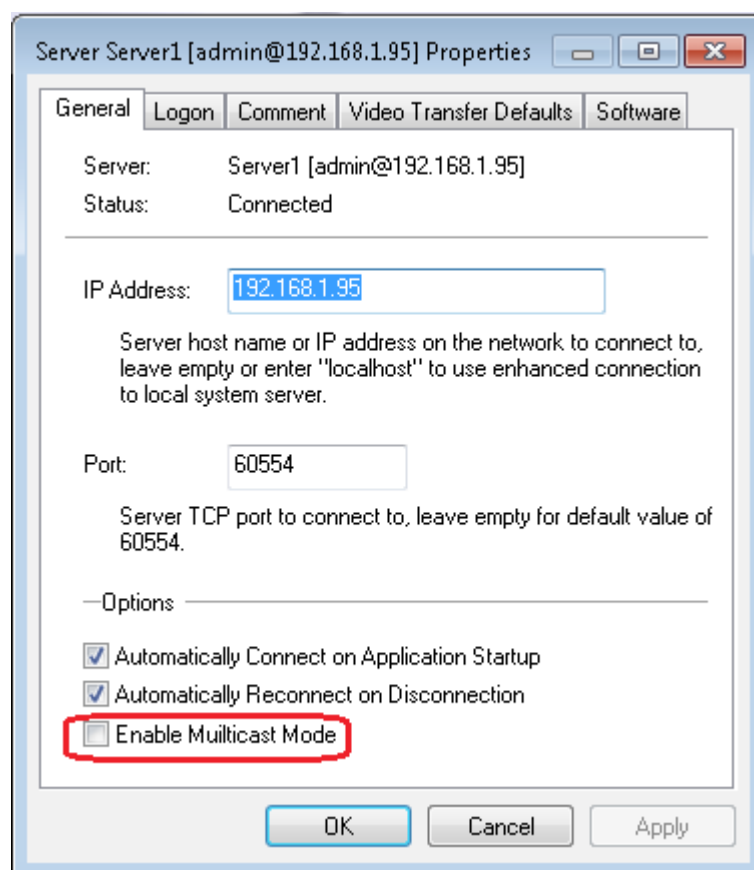 Server Server1 [admin@192.168.1.95] Properties
General Logon Comment Video Transfer Defaults Software
Server: Server1 [admin@192.168.1.95]
Status: Connected
IP Address: 192.168.1.95
Server host name or IP address on the network to connect to,
leave empty or enter "localhost" to use enhanced connection
to local system server.
Port: 60554
Server TCP port to connect to, leave empty for default value of
60554.
Options
Automatically Connect on Application Startup
Automatically Reconnect on Disconnection
Enable Muilticast Mode
OK Cancel Apply